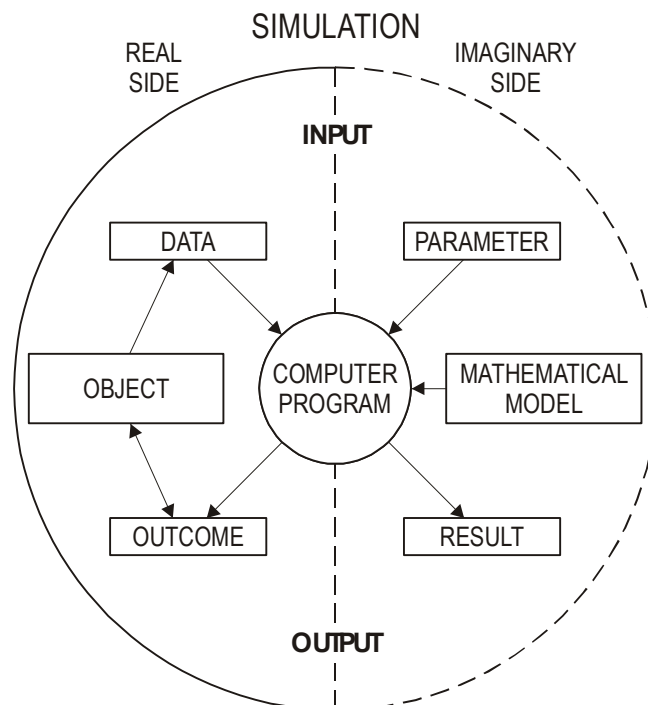 SIMULATION
REAL
SIDE
IMAGINARY
SIDE
INPUT
DATA
PARAMETER
OBJECT
COMPUTER
PROGRAM
MATHEMATICAL
MODEL
OUTCOME
RESULT
OUTPUT